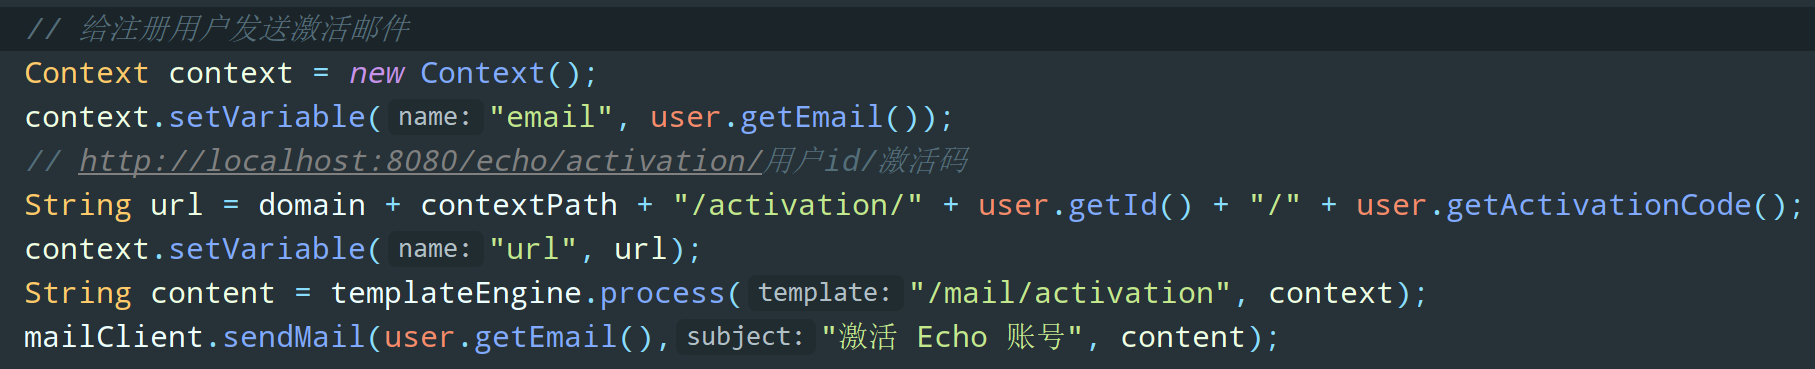 // 给注册用户发送激活邮件
Context context = new Context();
context.setVariable( name: "email", user.getEmail());
// http://localhost:8080/echo/activation/用户id/激活码
String url = domain + contextPath + "/activation/" + user.getId() + "/" + user.getActivationCode();
context.setVariable( name: "url", url);
String content = templateEngine.process( template: "/mail/activation", context);
mailClient.sendMail(user.getEmail(), subject: "激活 Echo 账号", content);